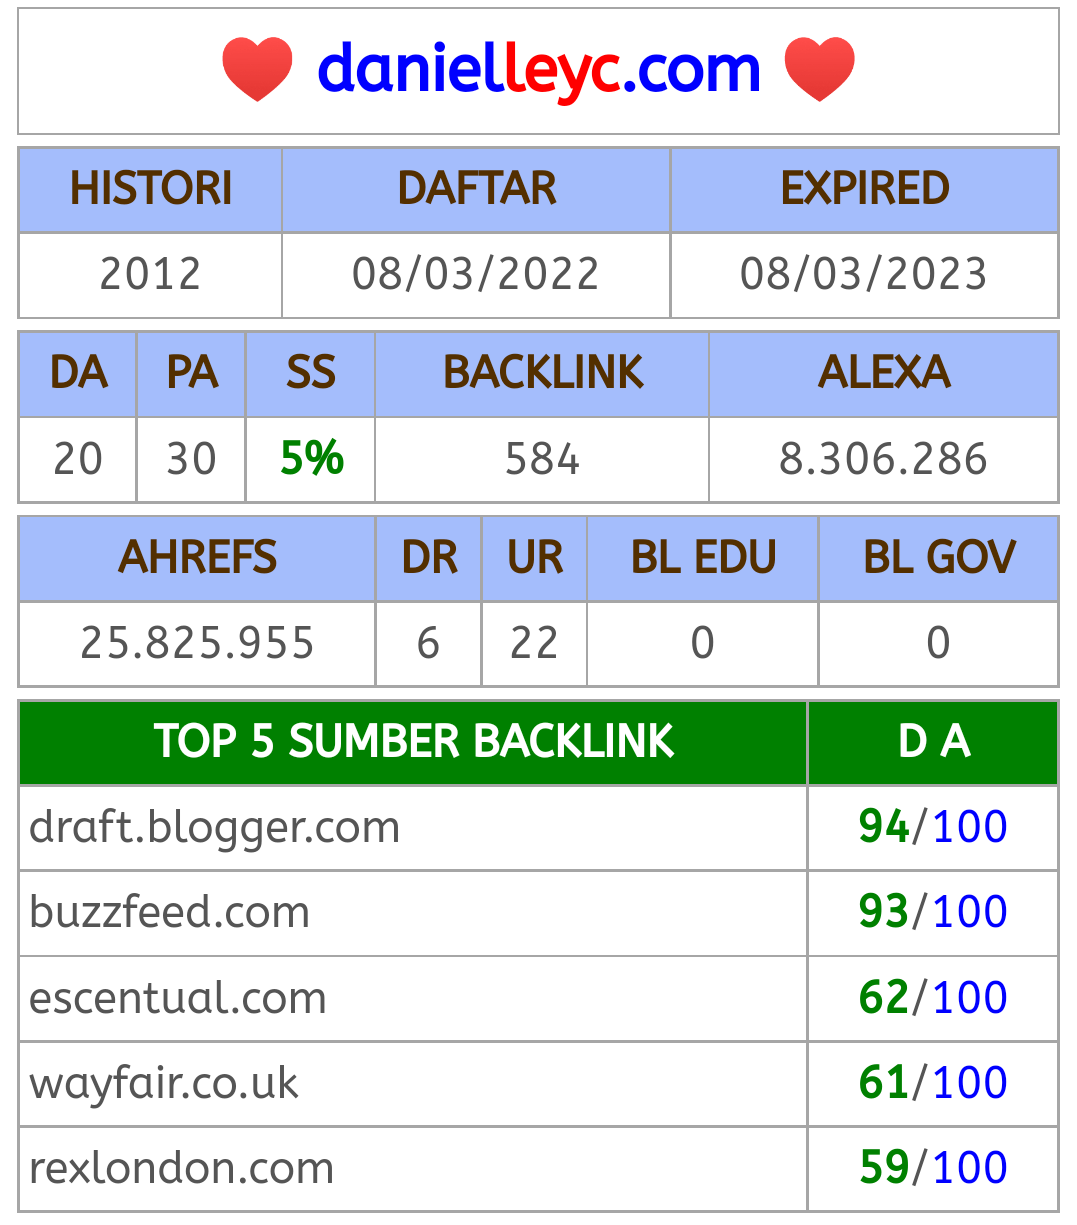 danielleyc.com
HISTORI DAFTAR EXPIRED
2012 08/03/2022 08/03/2023
DA PA SS BACKLINK ALEXA
20 30 5% 584 8.306.286
AHREFS DR UR BL EDU BL GOV
25.825.955 6 22 0 0
TOP 5 SUMBER BACKLINK D A
draft.blogger.com 94/100
buzzfeed.com 93/100
escentual.com 62/100
wayfair.co.uk 61/100
rexlondon.com 59/100